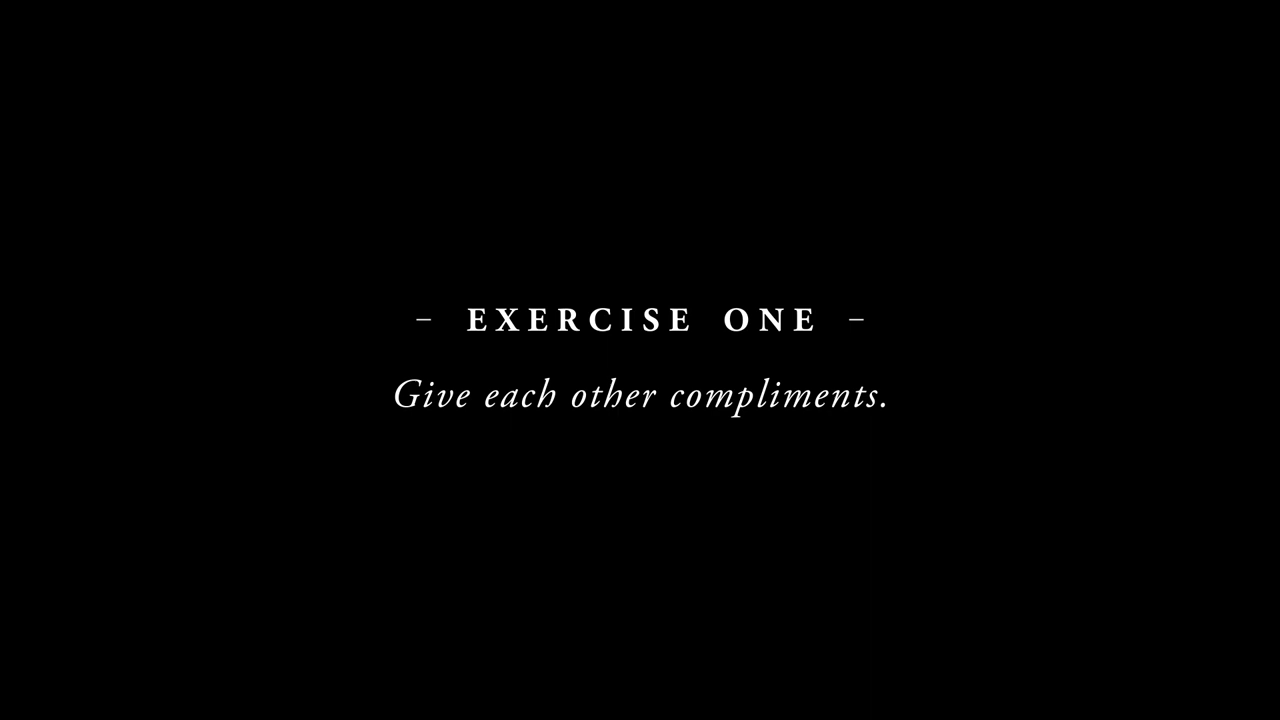 – EXERCISE ONE –
Give each other compliments.